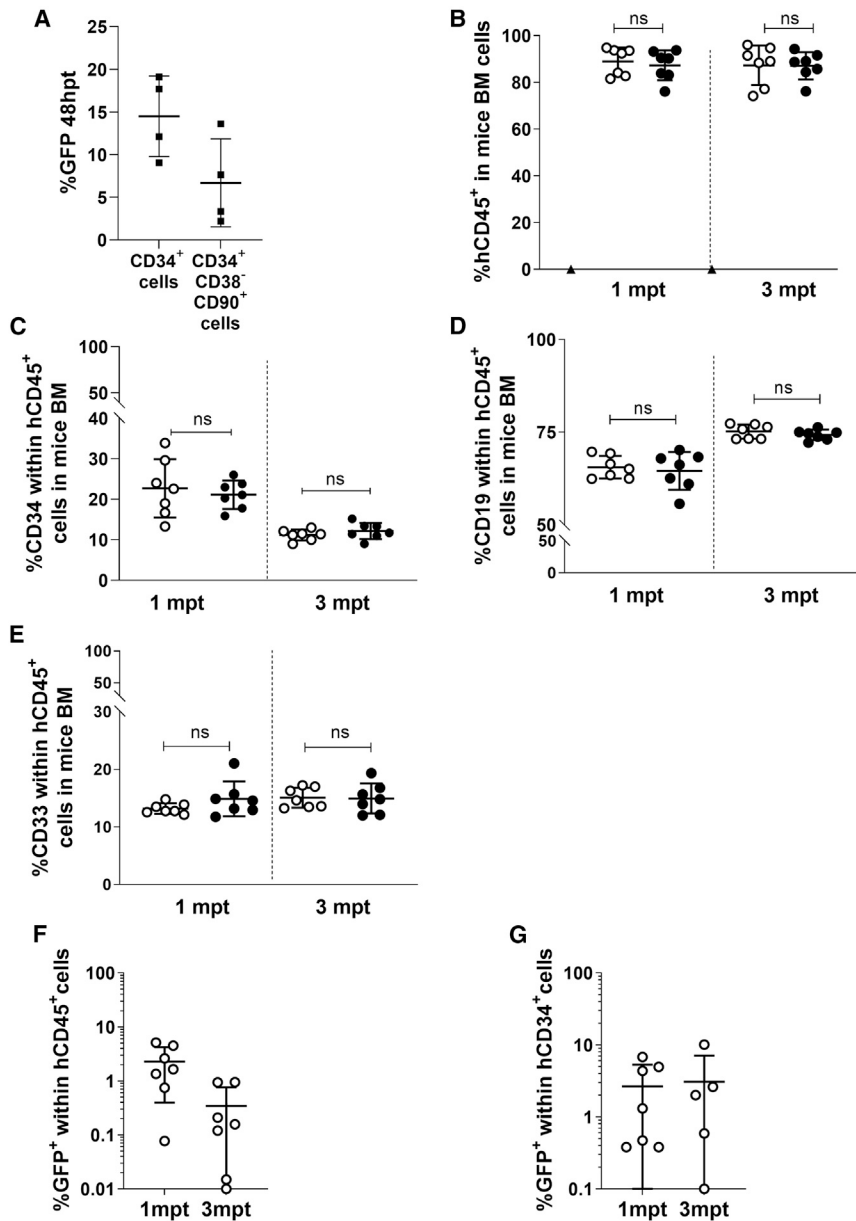 A
%GFP 48hpt
25
20
15
10
5
0
CD34+
cells
CD34+
CD38-
CD90+
cells
B
%hCD45+ in mice BM cells
100
80
60
40
20
0
ns
ns
1 mpt
3 mpt
C
%CD34 within hCD45+
cells in mice BM
100
50
40
30
20
10
0
ns
ns
1 mpt
3 mpt
D
%CD19 within hCD45+
cells in mice BM
100
75
50
50
0
ns
ns
1 mpt
3 mpt
E
%CD33 within hCD45+
cells in mice BM
100
50
30
20
10
0
ns
ns
1 mpt
3 mpt
F
%GFP+ within hCD45+cells
100
10
1
0.1
0.01
1mpt
3mpt
G
%GFP+ within hCD34+cells
100
10
1
0.1
1mpt
3mpt